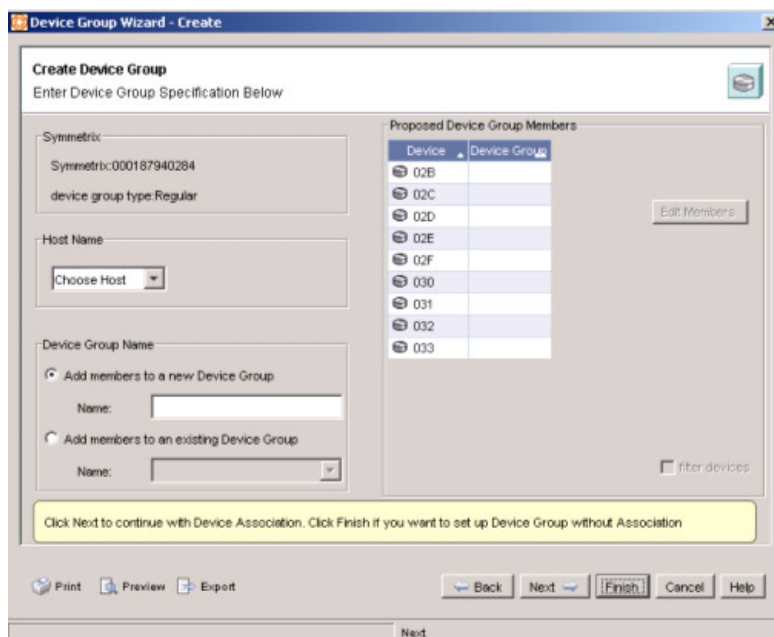 Device Group Wizard - Create
Create Device Group
Enter Device Group Specification Below
Symmetrix
Symmetrix:000187940284
device group type:Regular
Host Name
Choose Host
Device Group Name
Add members to a new Device Group
Name:
Add members to an existing Device Group
Name:
Proposed Device Group Members
Device Device Group
02B
02C
02D
02E
02F
030
031
032
033
Edit Members
filter devices
Click Next to continue with Device Association. Click Finish if you want to set up Device Group without Association
Print Preview Export Back Next Finish Cancel Help
Next